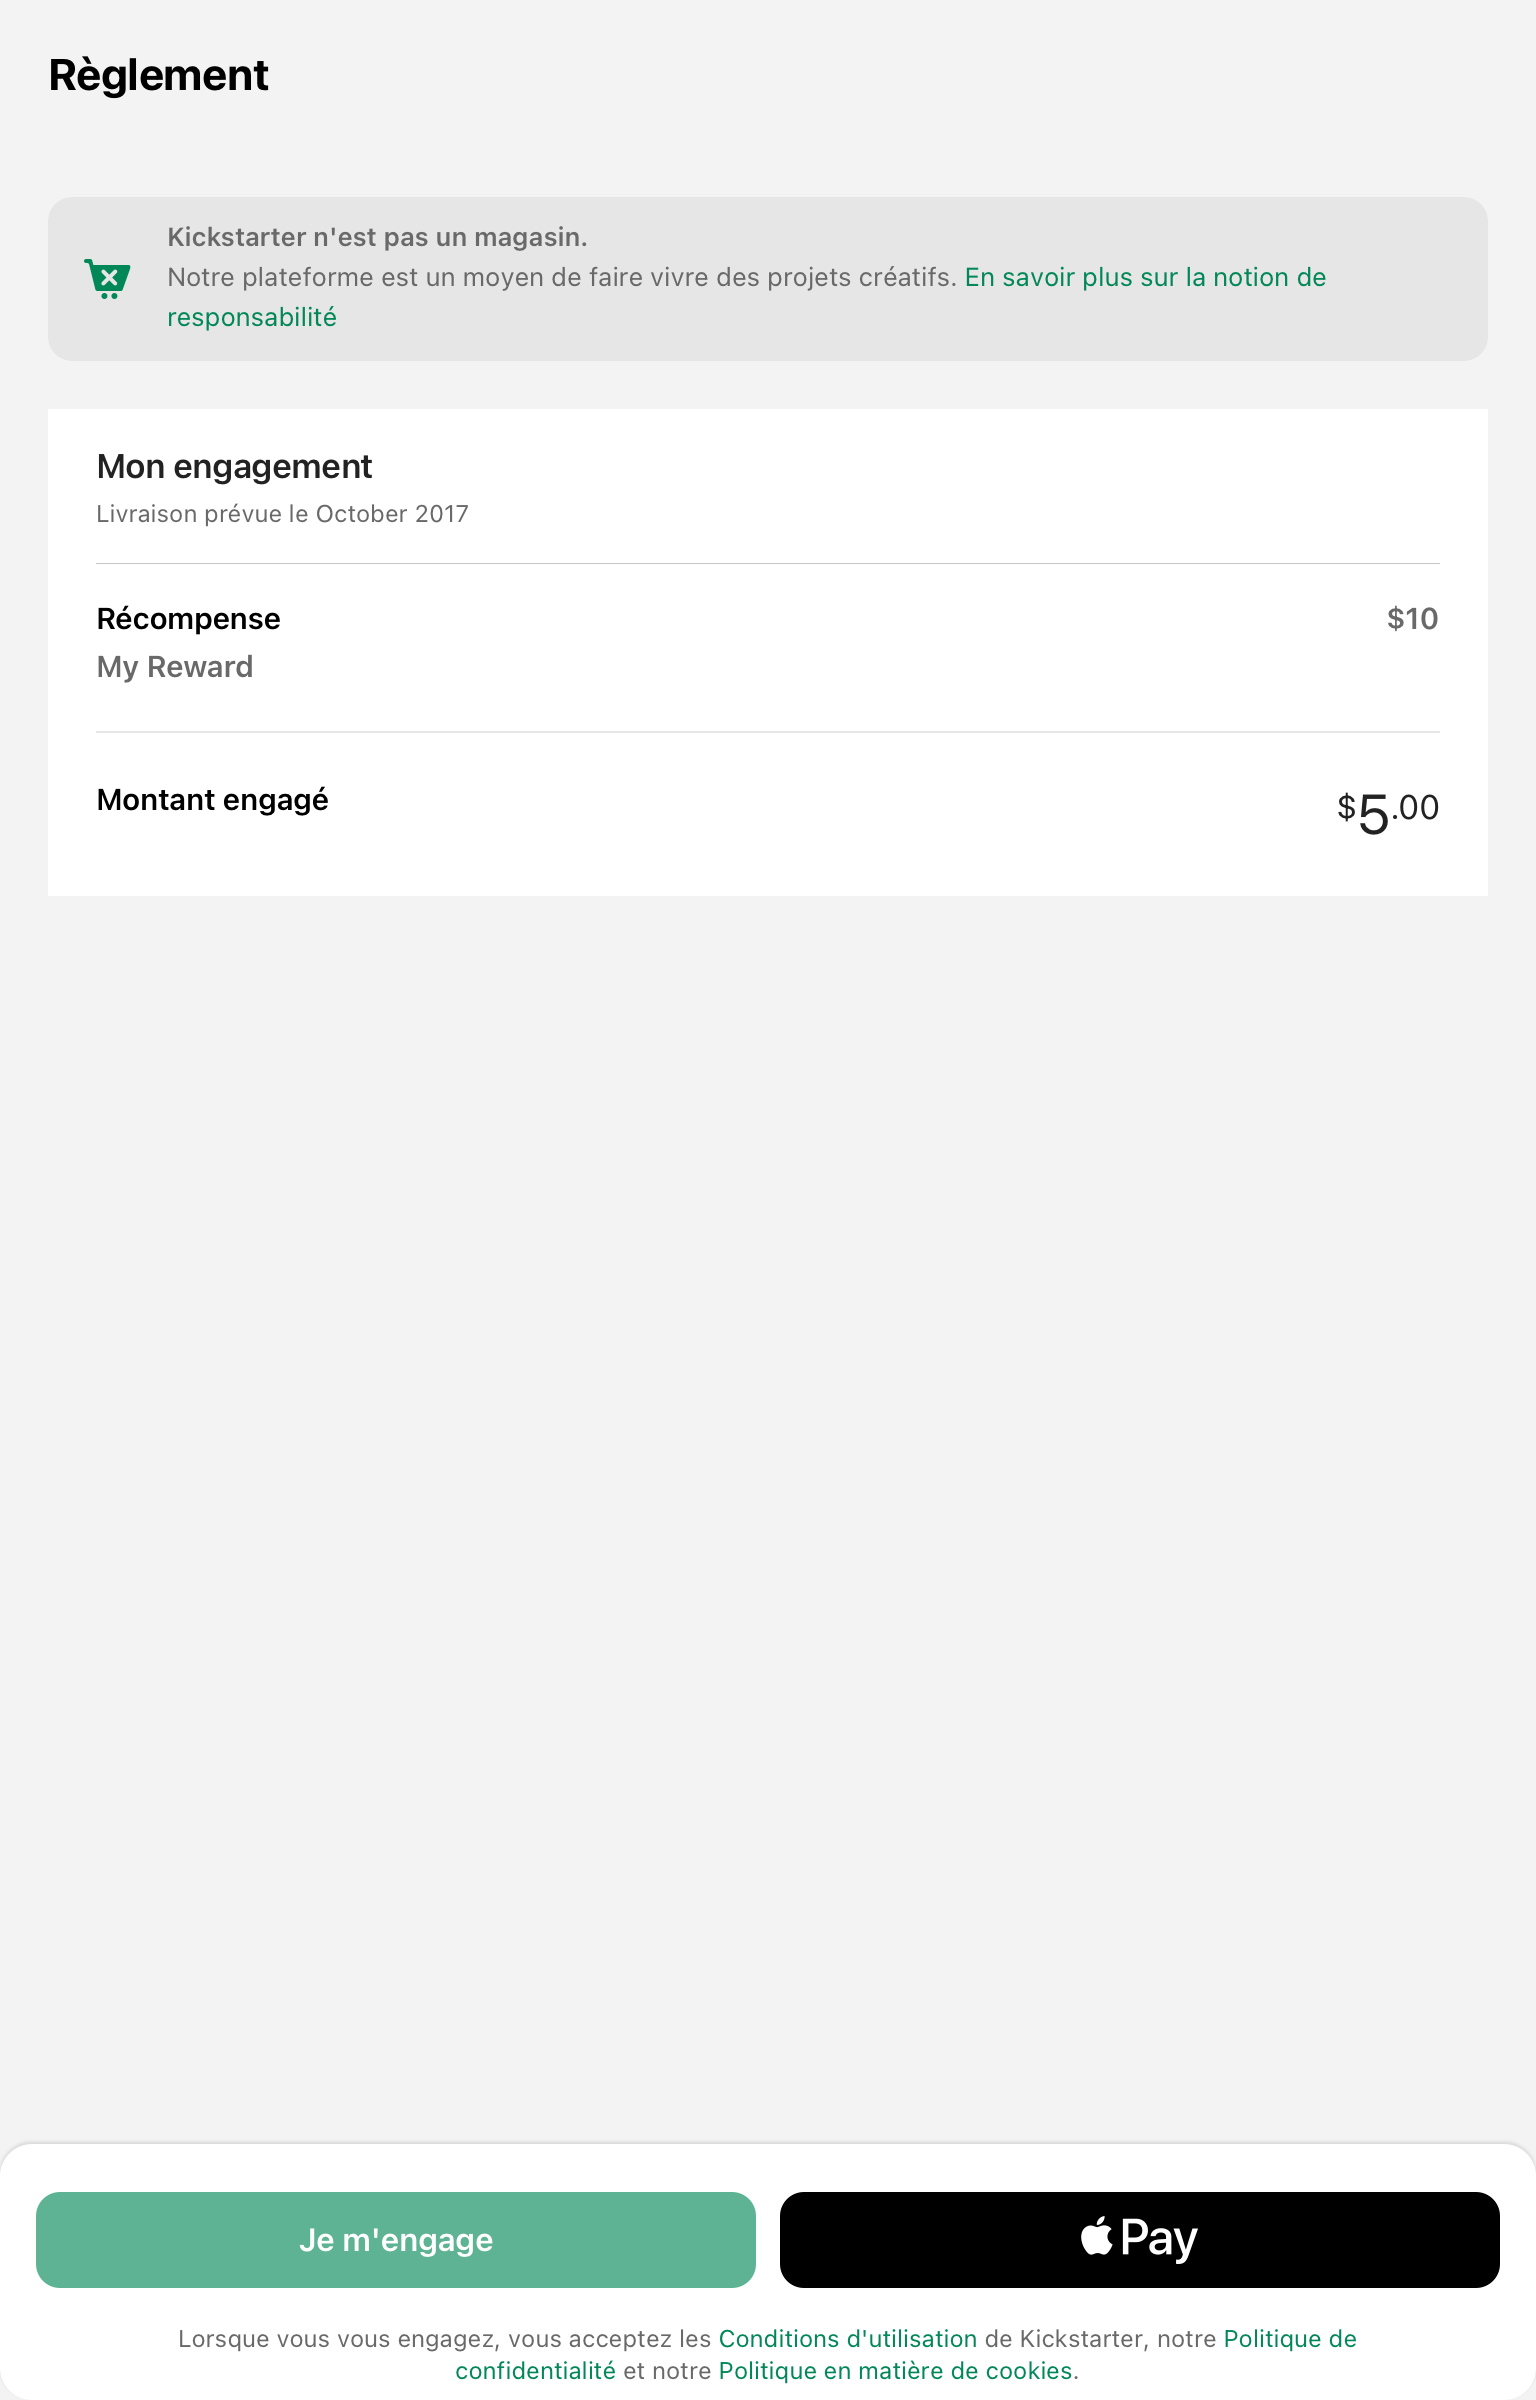 Règlement
Kickstarter n'est pas un magasin.
Notre plateforme est un moyen de faire vivre des projets créatifs. En savoir plus sur la notion de
responsabilité
Mon engagement
Livraison prévue le October 2017
Récompense $10
My Reward
Montant engagé $5.00
Je m'engage
Pay
Lorsque vous vous engagez, vous acceptez les Conditions d'utilisation de Kickstarter, notre Politique de
confidentialité et notre Politique en matière de cookies.